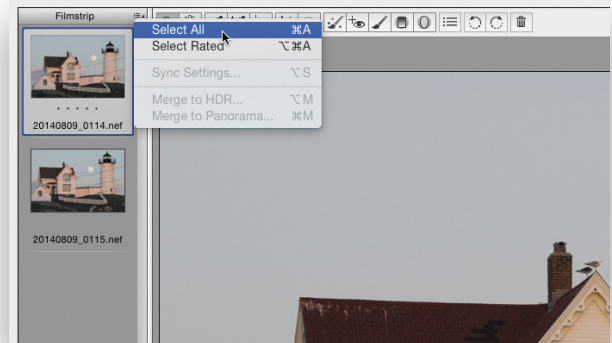 Filmstrip
Select All ⌘A
Select Rated ⌥⌘A
Sync Settings... ⌥S
Merge to HDR... ⌥M
Merge to Panorama... ⌘M
20140809_0114.nef
20140809_0115.nef